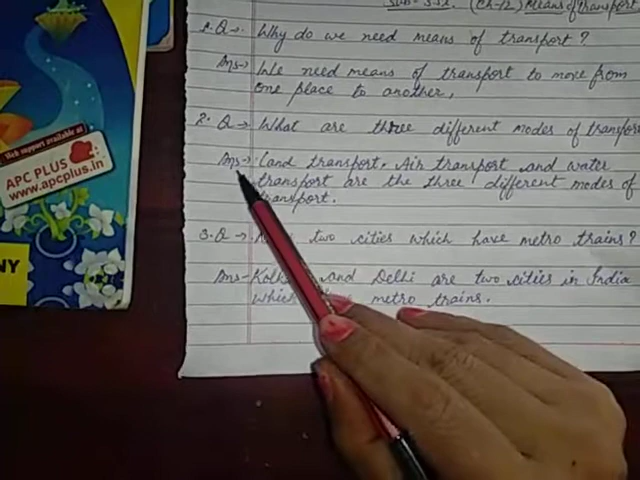 Sub- S.St. (Ch-12) Means of Transport
1. Q → Why do we need means of transport?
Ans → We need means of transport to move from
one place to another.
2. Q → What are three different modes of transport
Ans → Land transport, Air transport and water
transport are the three different modes of
transport.
3. Q → two cities which have metro trains?
Ans - and Delhi are two cities in India
which metro trains.
Web support available at
APC PLUS
www.apcplus.in
NY